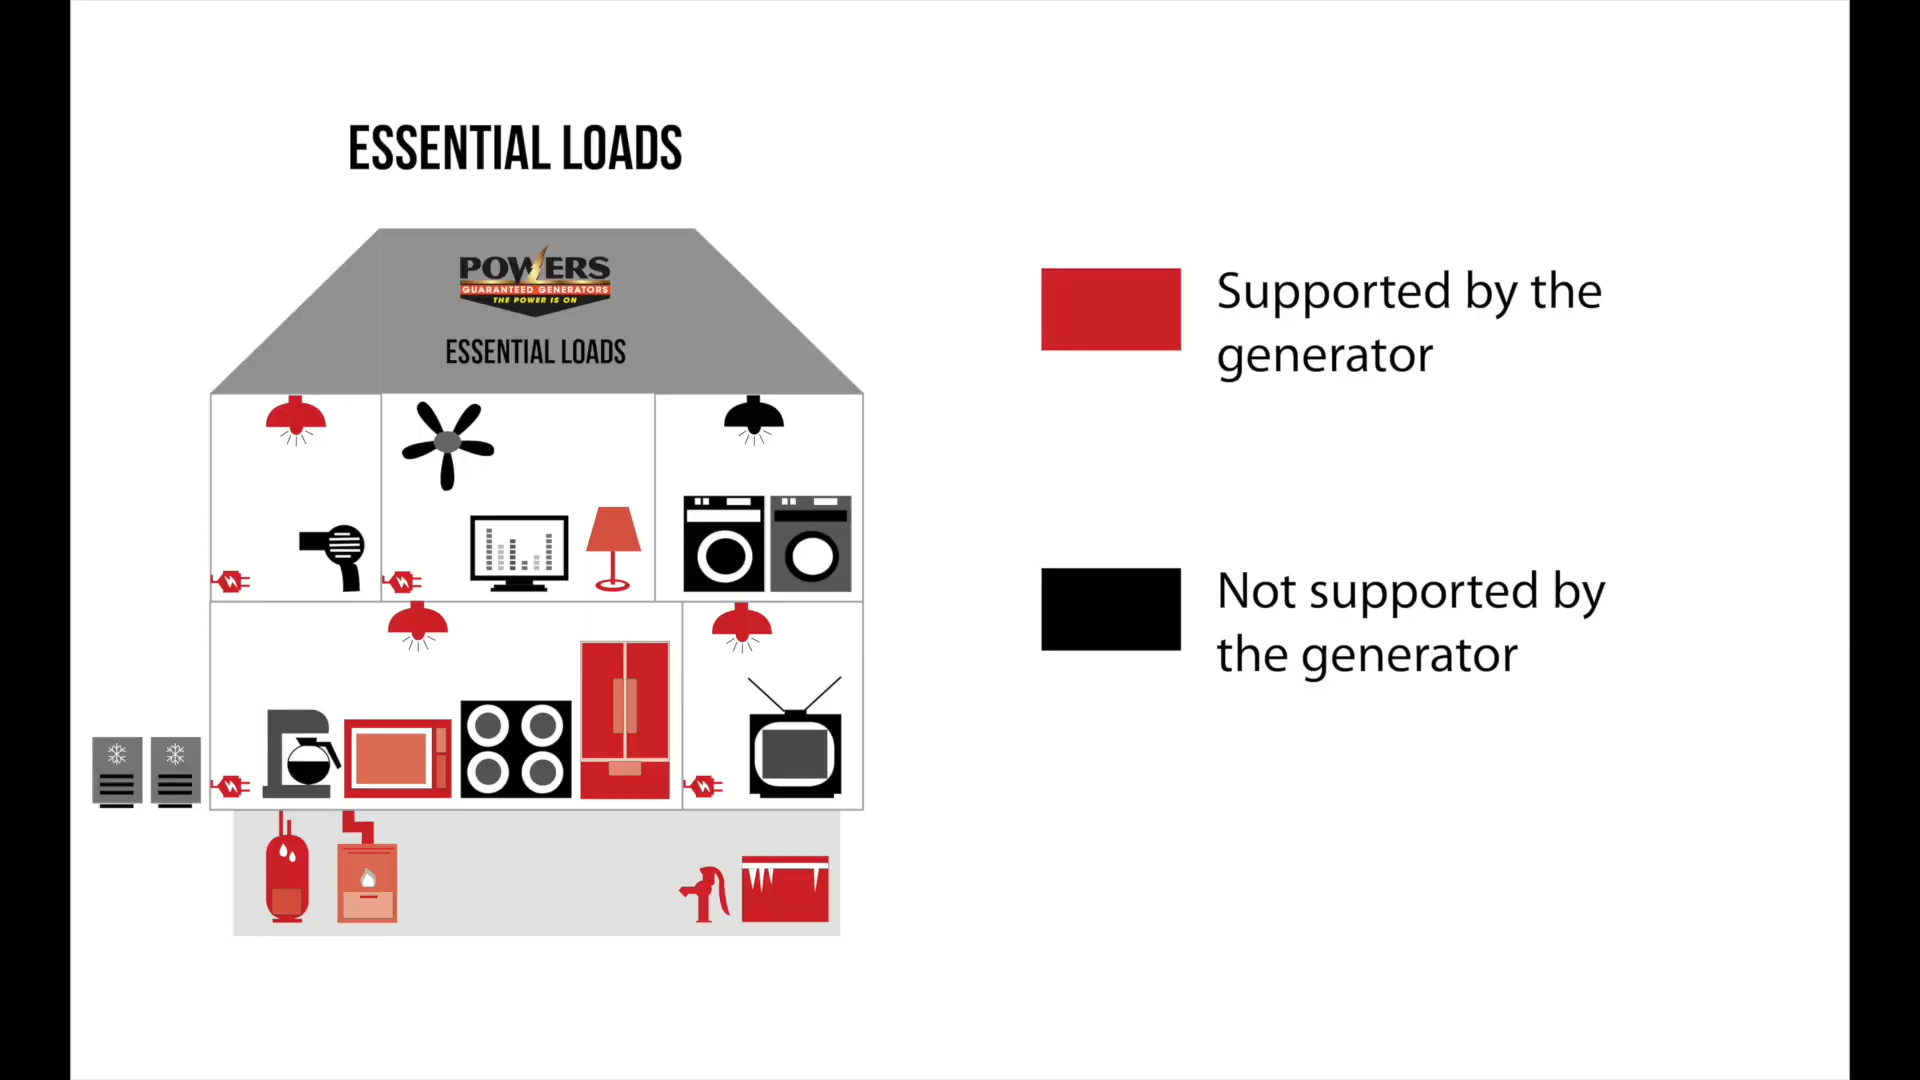 ESSENTIAL LOADS
POWERS
GUARANTEED GENERATORS
THE POWER IS ON
ESSENTIAL LOADS
Supported by the
generator
Not supported by
the generator